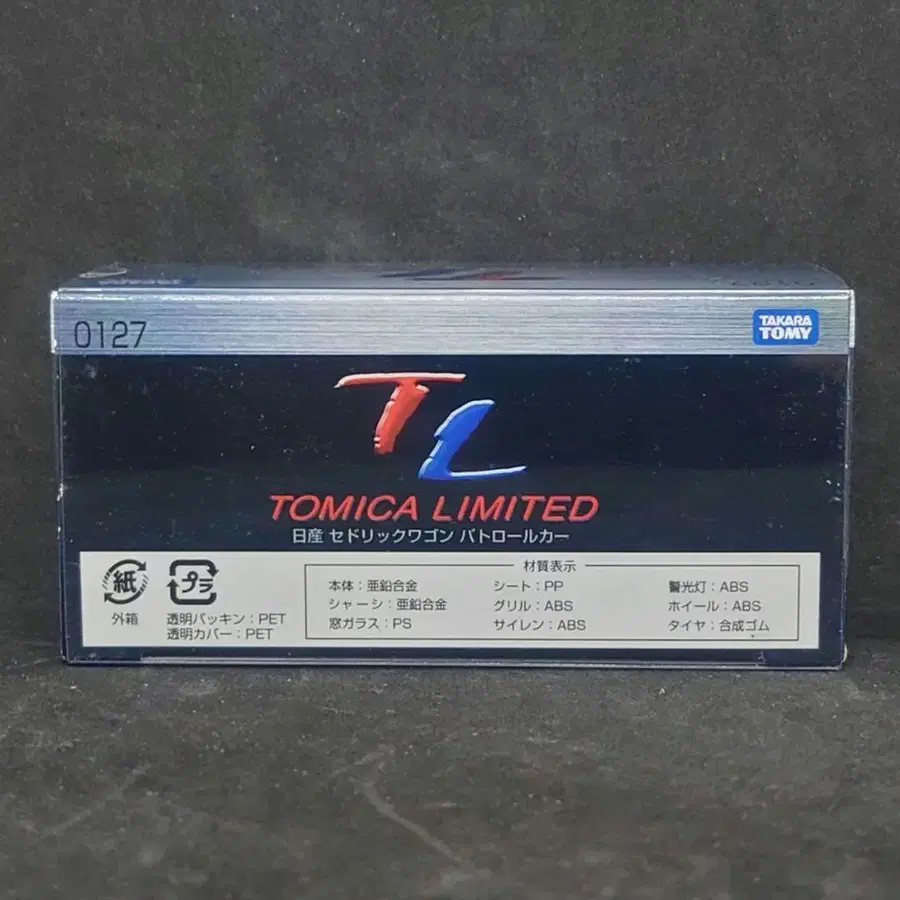 0127
TAKARA
TOMY
TL
TOMICA LIMITED
日産 セドリックワゴン パトロールカー
紙
外箱
プラ
透明パッキン：PET
透明カバー：PET
材質表示
本体：亜鉛合金
シャーシ：亜鉛合金
窓ガラス：PS
シート：PP
グリル：ABS
サイレン：ABS
警光灯：ABS
ホイール：ABS
タイヤ：合成ゴム